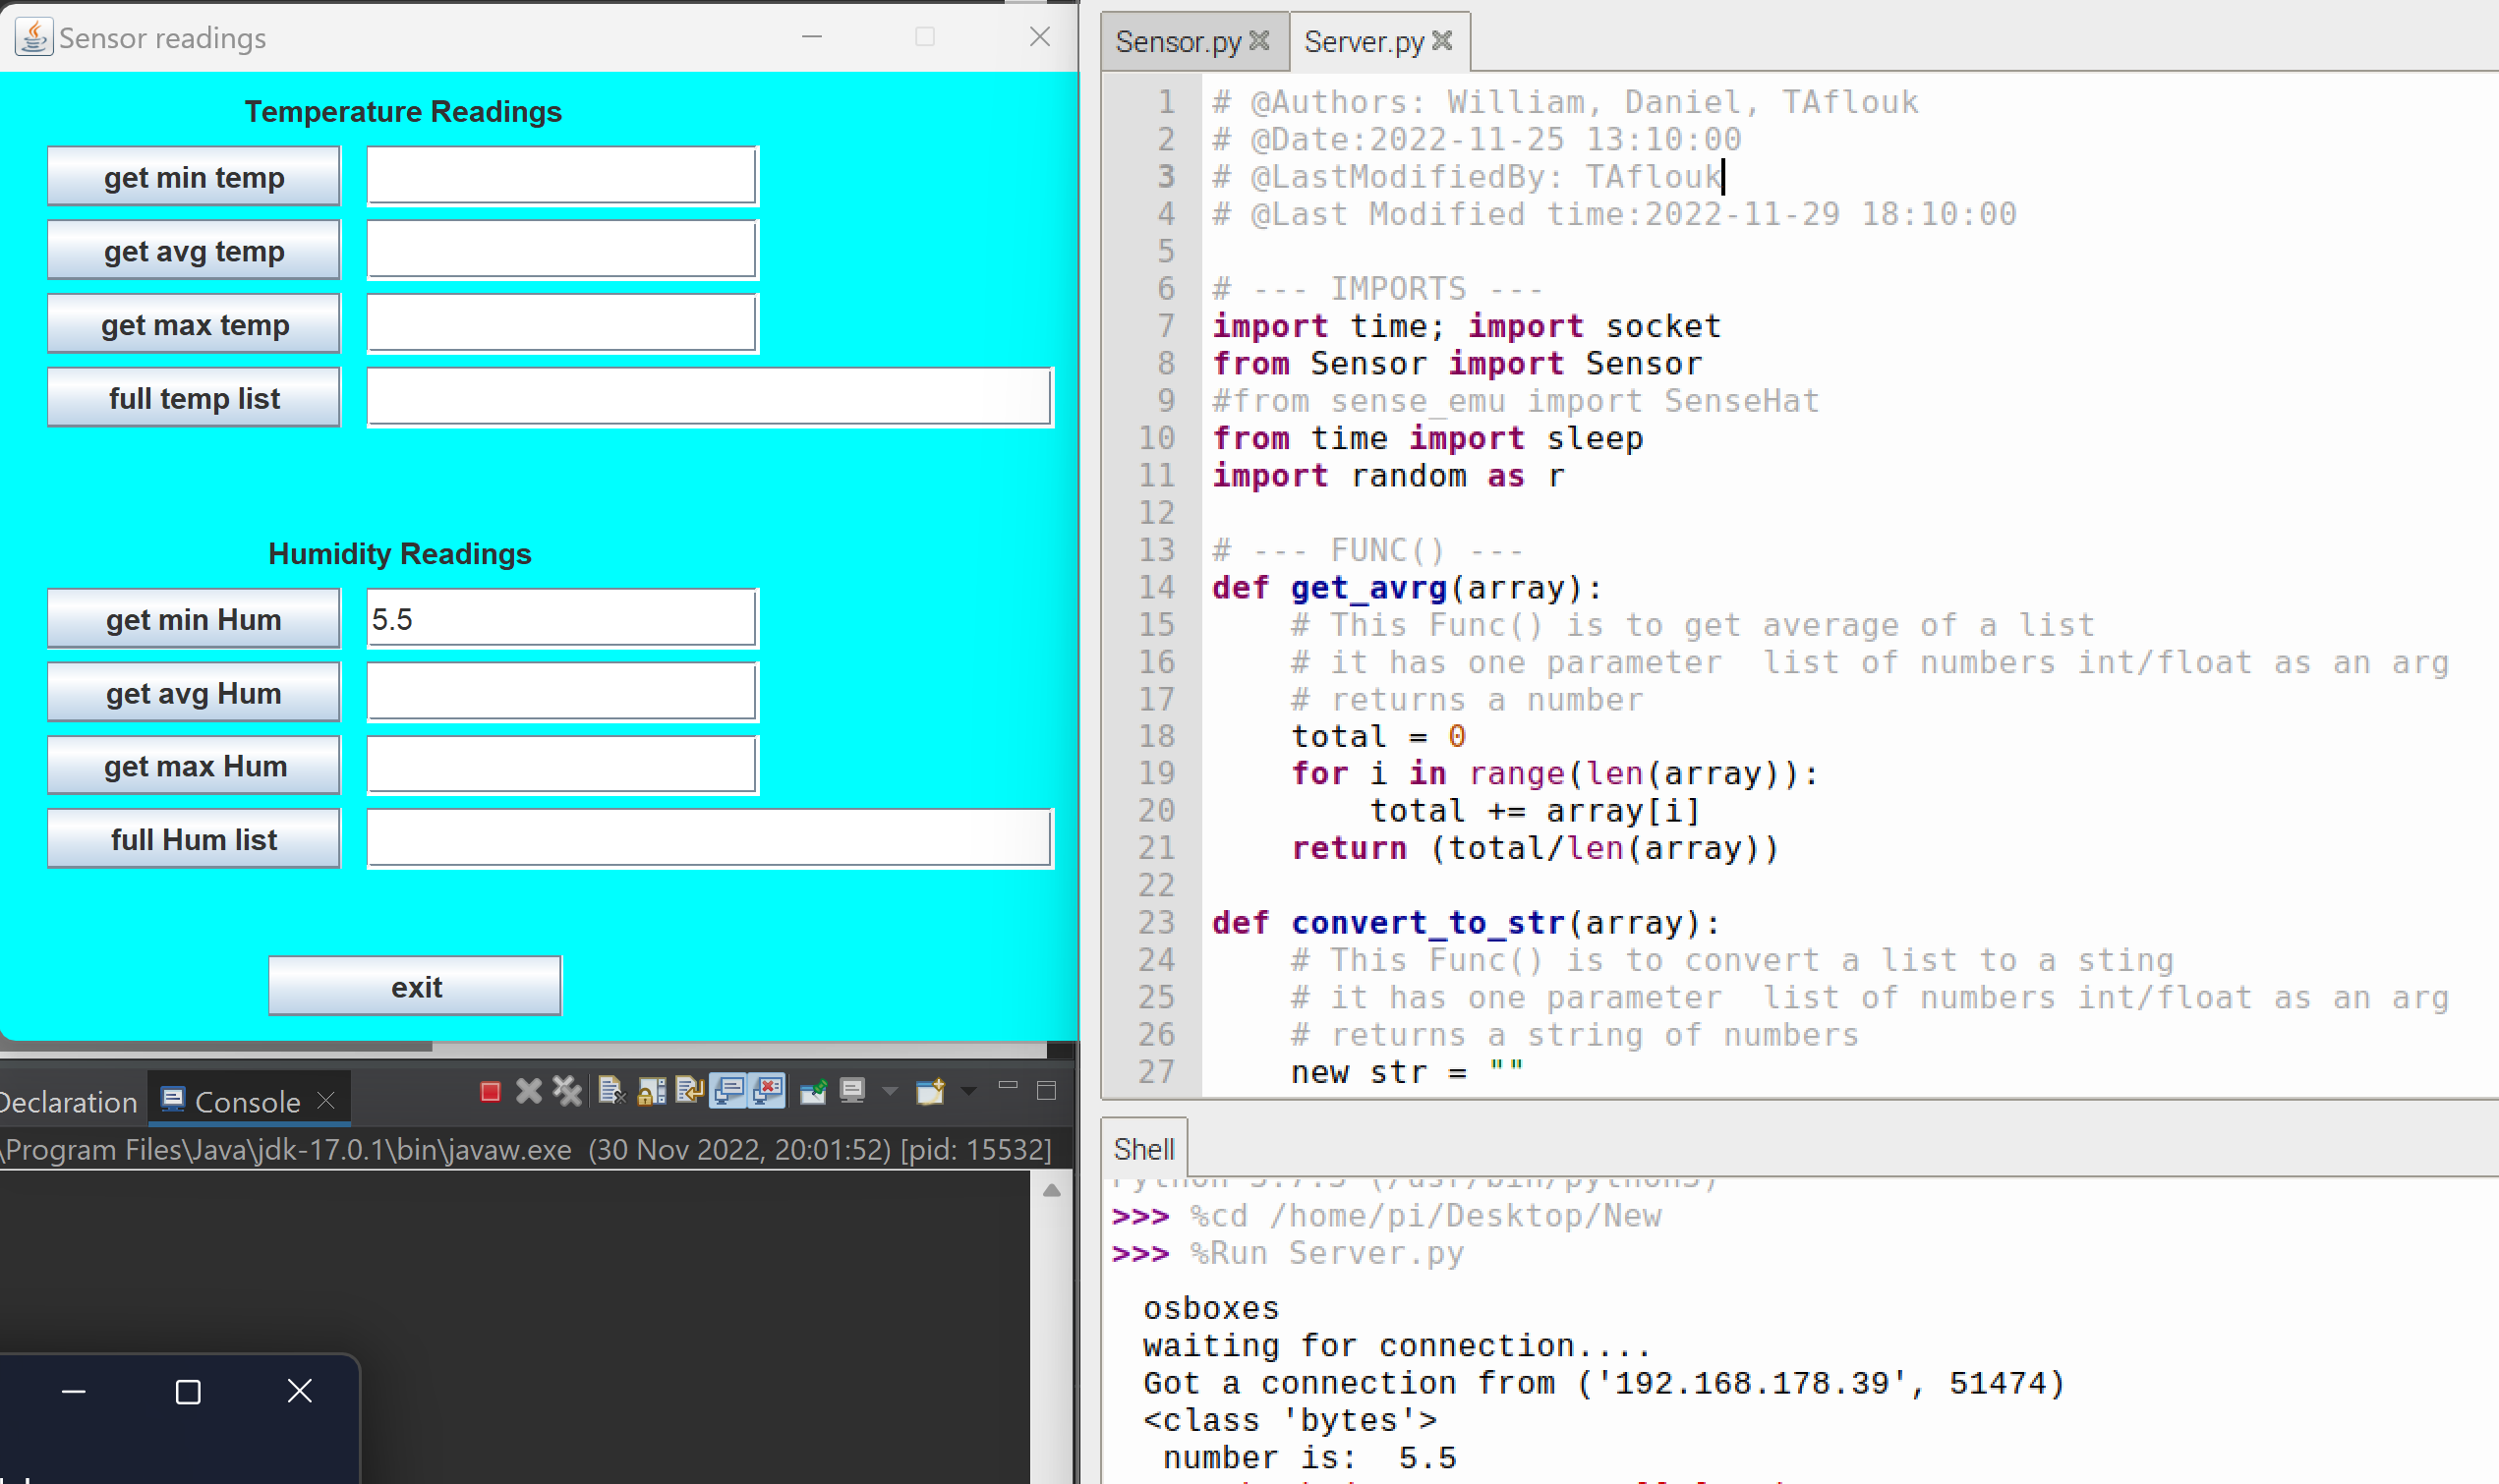 Sensor readings
Temperature Readings
get min temp
get avg temp
get max temp
full temp list
Humidity Readings
get min Hum
5.5
get avg Hum
get max Hum
full Hum list
exit
Declaration
Console
\Program Files\Java\jdk-17.0.1\bin\javaw.exe (30 Nov 2022, 20:01:52) [pid: 15532]
Sensor.py
Server.py
1 # @Authors: William, Daniel, TAflouk
2 # @Date:2022-11-25 13:10:00
3 # @LastModifiedBy: TAflouk
4 # @Last Modified time:2022-11-29 18:10:00
5
6 # --- IMPORTS ---
7 import time; import socket
8 from Sensor import Sensor
9 #from sense_emu import SenseHat
10 from time import sleep
11 import random as r
12
13 # --- FUNC() ---
14 def get_avrg(array):
15 # This Func() is to get average of a list
16 # it has one parameter  list of numbers int/float as an arg
17 # returns a number
18 total = 0
19 for i in range(len(array)):
20 total += array[i]
21 return (total/len(array))
22
23 def convert_to_str(array):
24 # This Func() is to convert a list to a sting
25 # it has one parameter  list of numbers int/float as an arg
26 # returns a string of numbers
27 new str = ""
Shell
Python 3.7.3 (/usr/bin/python3)
>>> %cd /home/pi/Desktop/New
>>> %Run Server.py
osboxes
waiting for connection....
Got a connection from ('192.168.178.39', 51474)
<class 'bytes'>
number is:  5.5